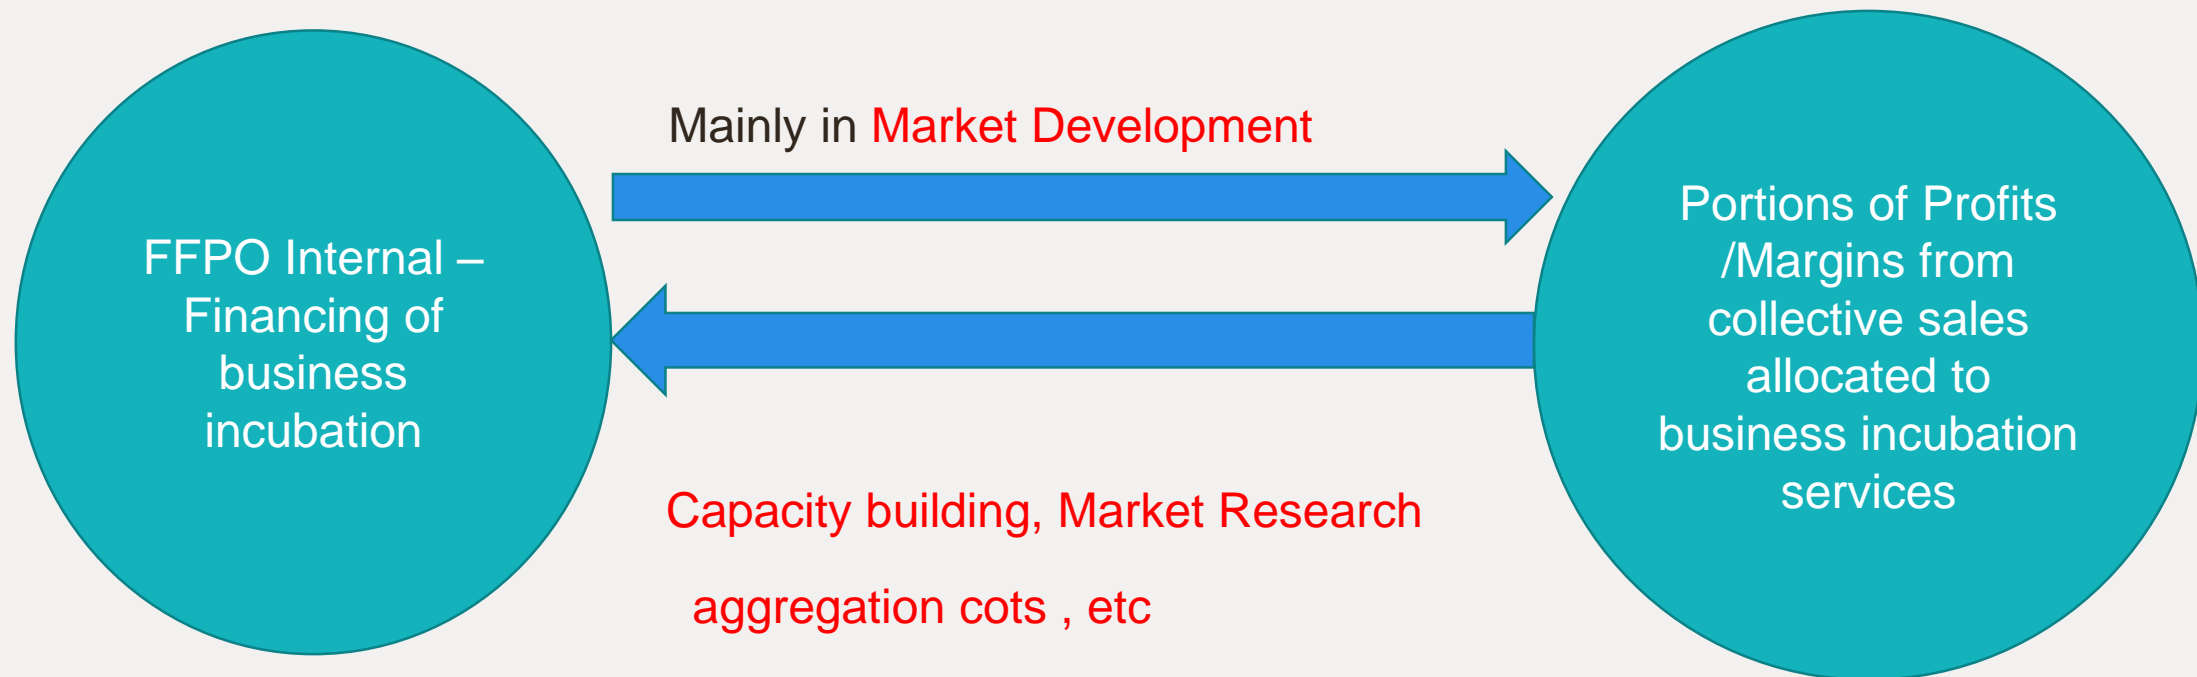 FFPO Internal –
Financing of
business
incubation
Mainly in Market Development
Capacity building, Market Research
aggregation cots , etc
Portions of Profits
/Margins from
collective sales
allocated to
business incubation
services